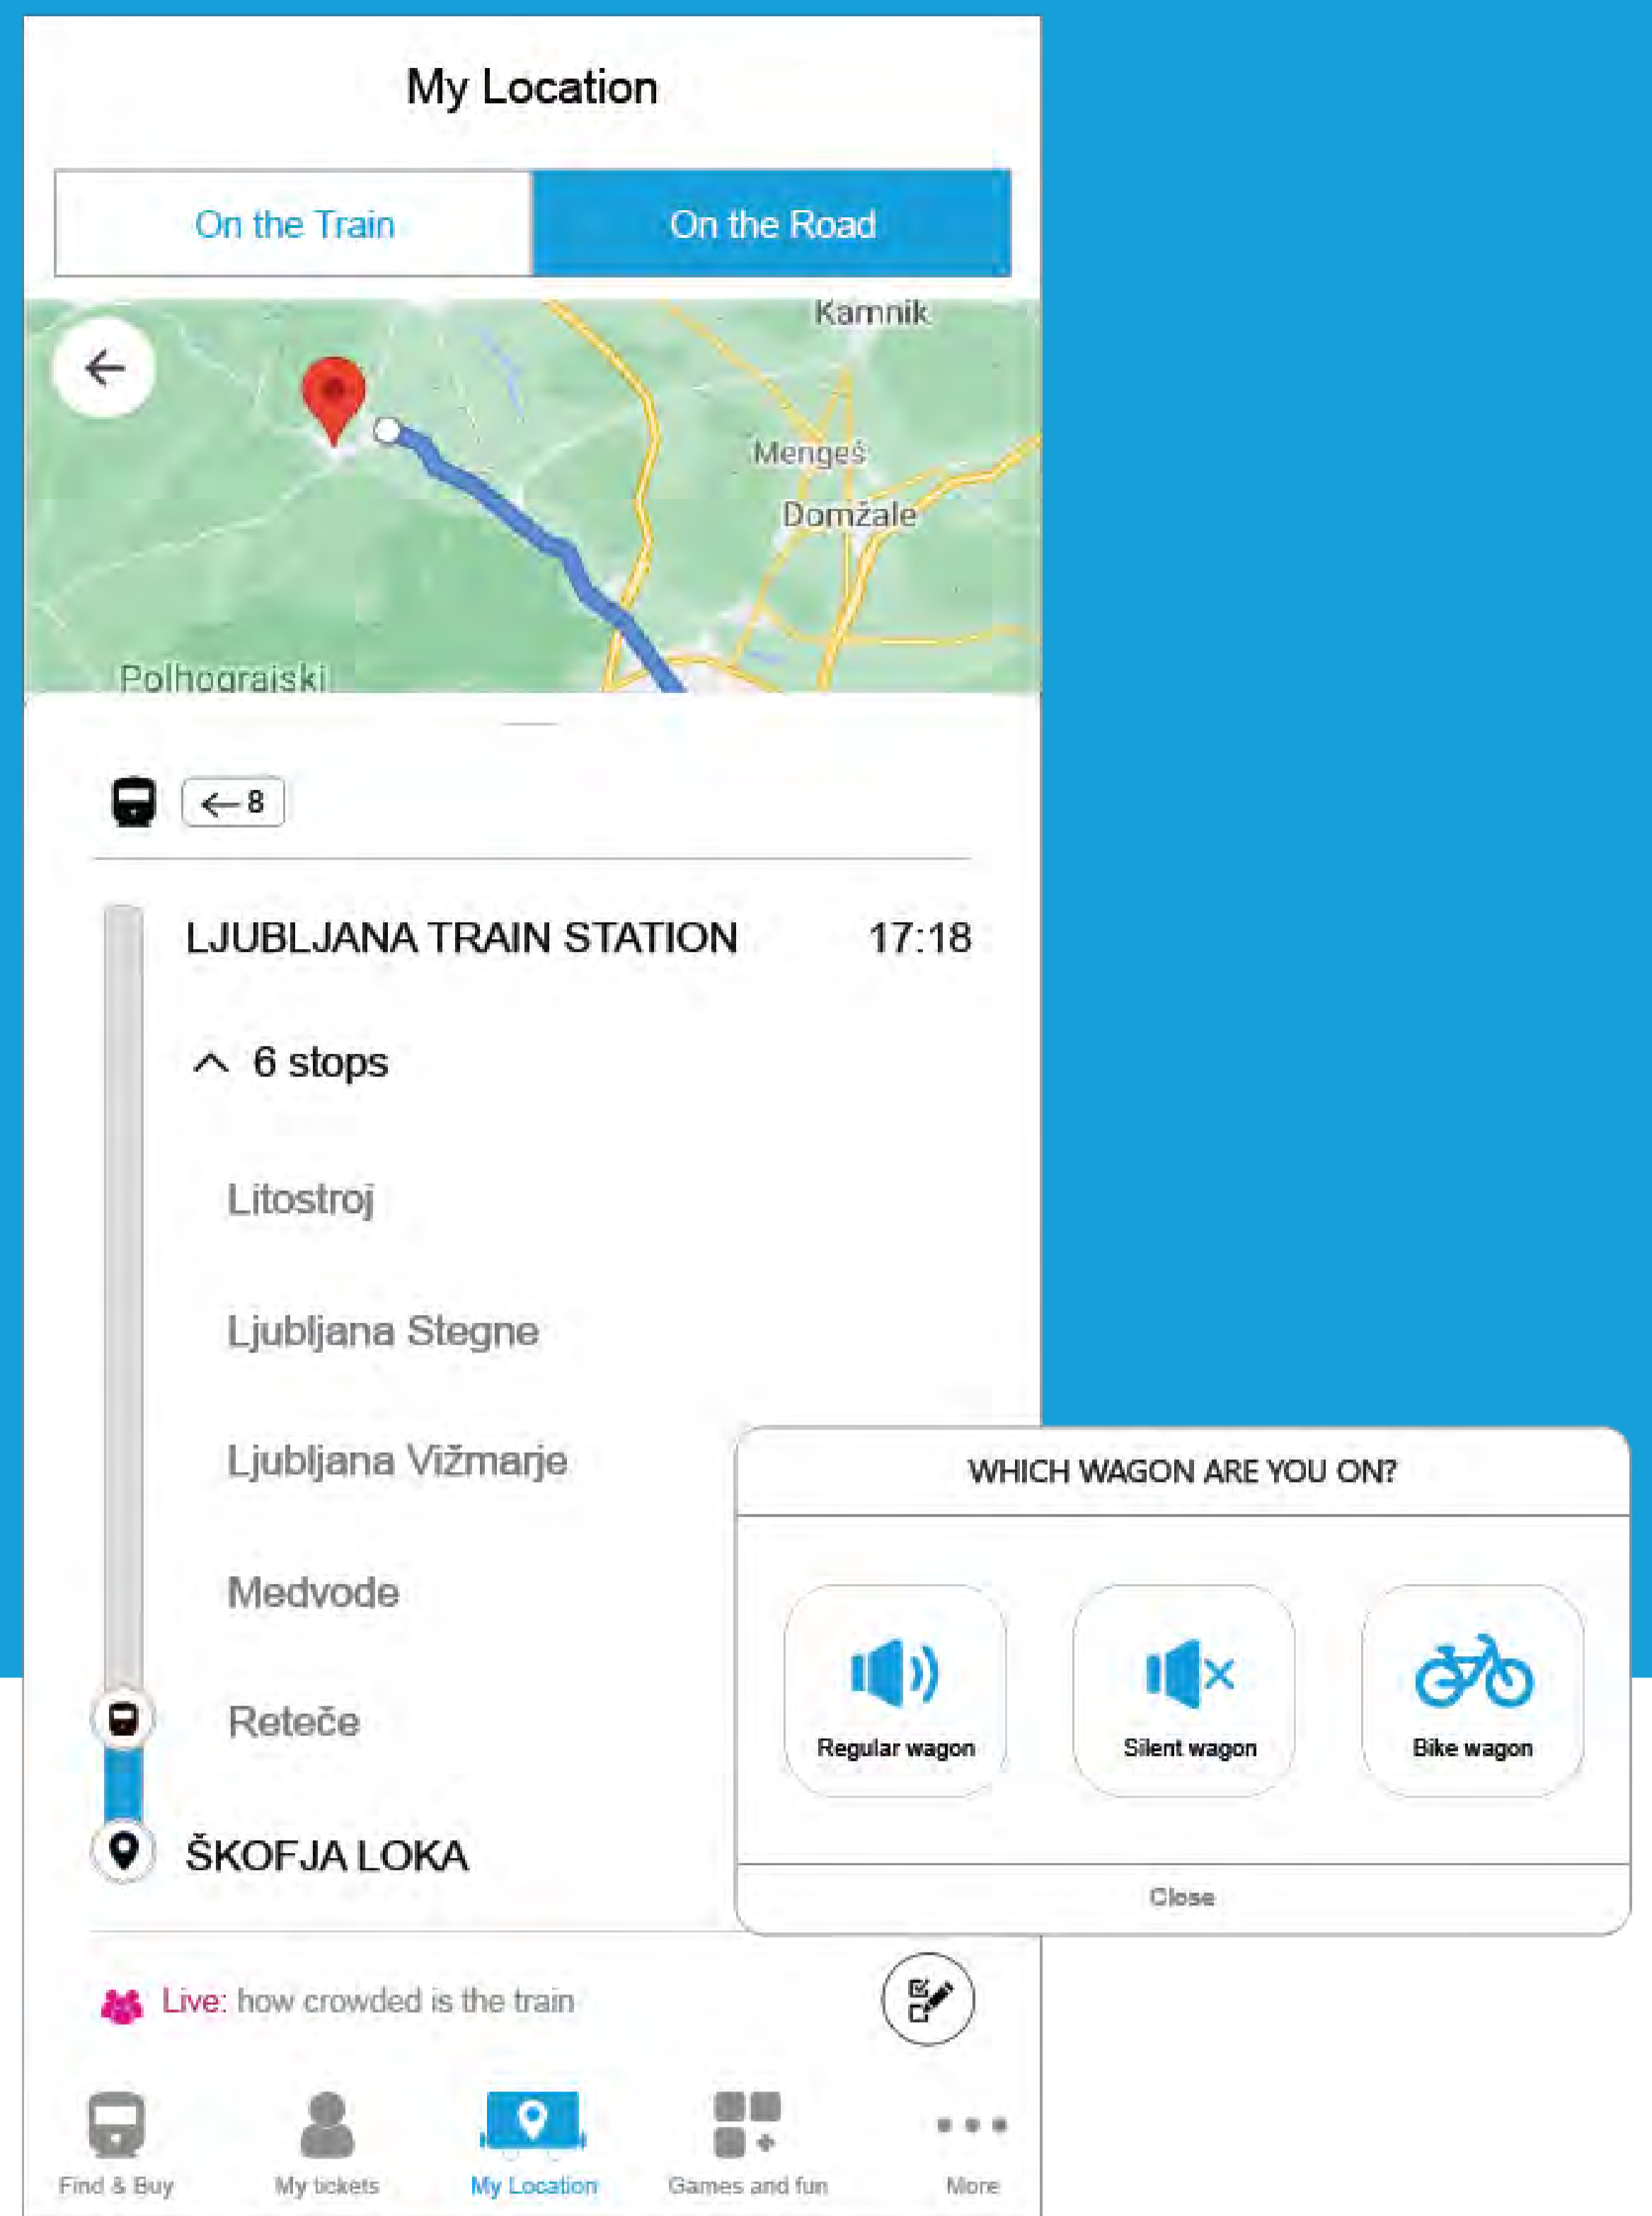 My Location
On the Train
On the Road
Kamnik
Mengeš
Domžale
Polhograjski
8
LJUBLJANA TRAIN STATION 17:18
6 stops
Litostroj
Ljubljana Stegne
Ljubljana Vižmarje
Medvode
Reteče
ŠKOFJA LOKA
WHICH WAGON ARE YOU ON?
Regular wagon
Silent wagon
Bike wagon
Close
Live: how crowded is the train
Find & Buy
My tickets
My Location
Games and fun
More